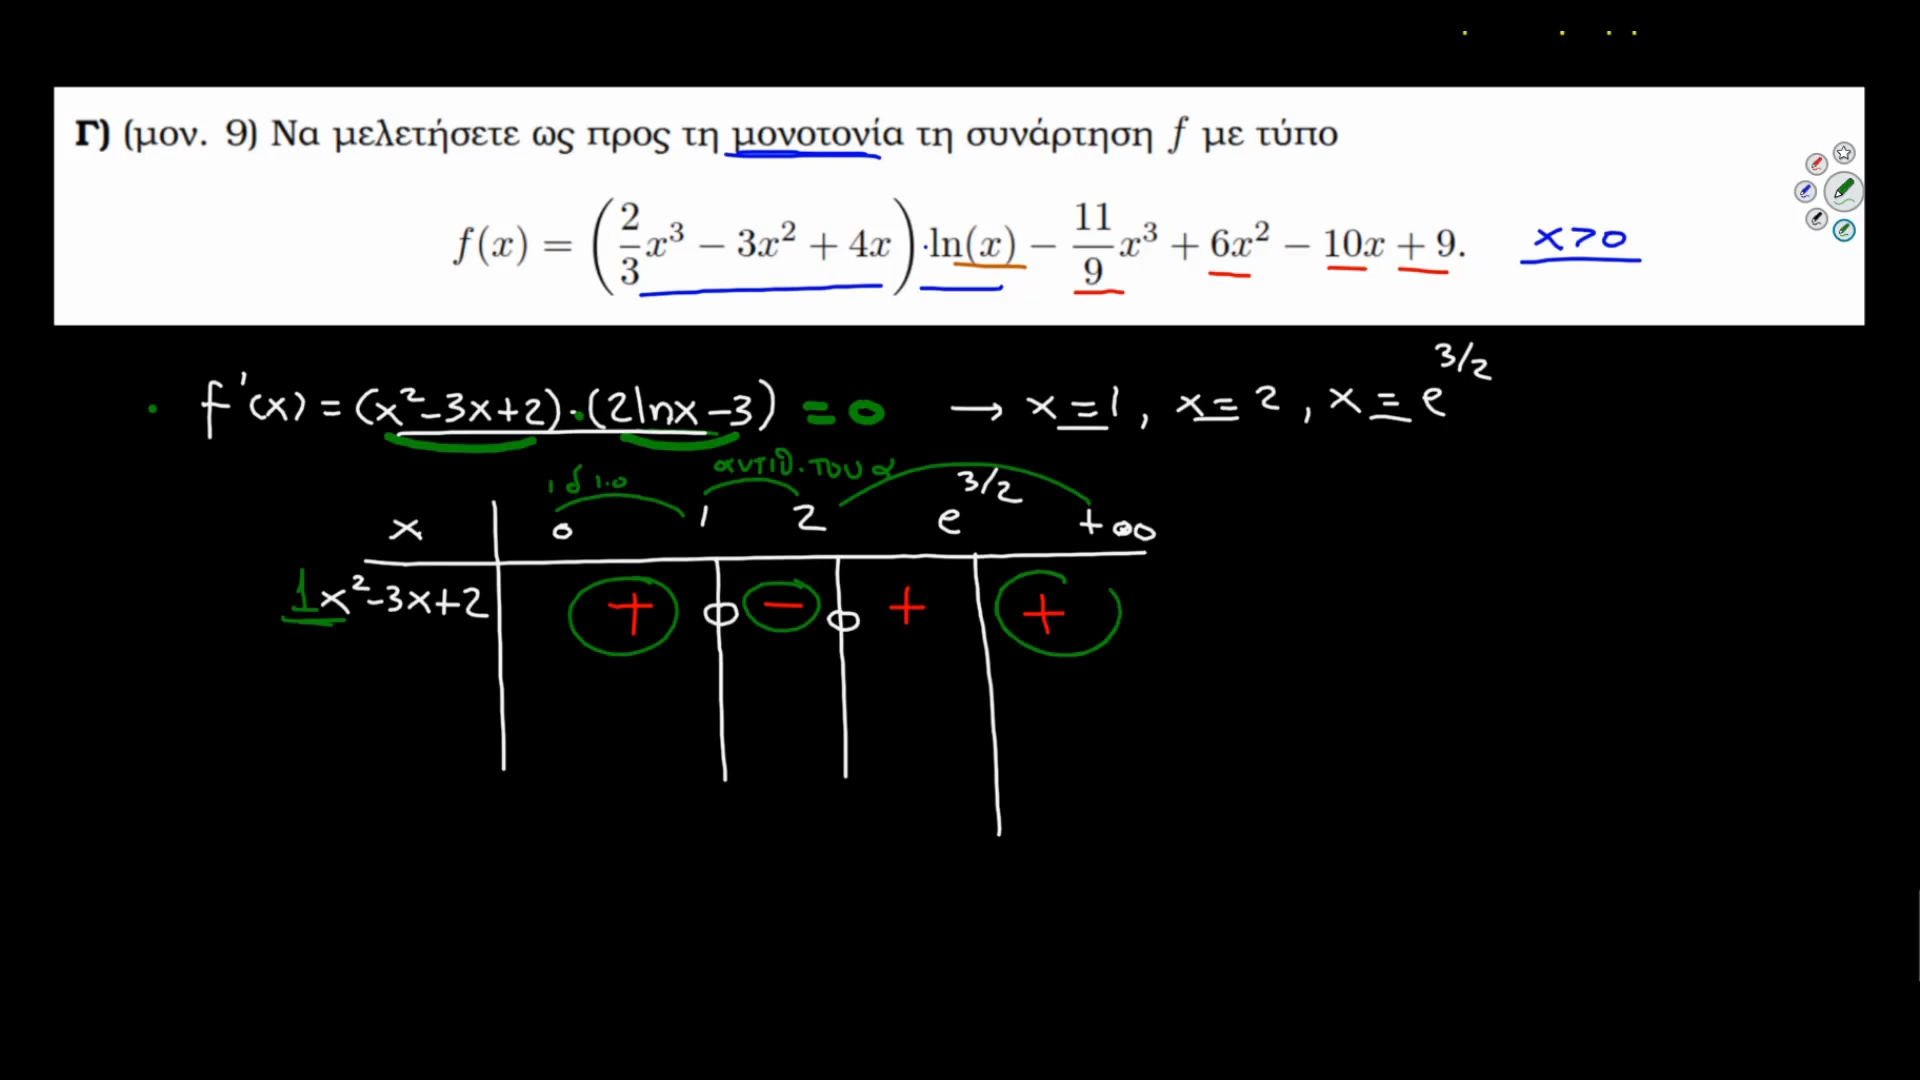 Γ) (μον. 9) Να μελετήσετε ως προς τη μονοτονία τη συνάρτηση f με τύπο
f(x) = (2/3 x³ − 3x² + 4x) · ln(x) − 11/9 x³ + 6x² − 10x + 9. x>0
f'(x) = (x²-3x+2)·(2lnx-3) = 0 → x=1, x=2, x=e^3/2
ιδιο αντιθ. του α
x 0 1 2 e^3/2 +∞
1x²-3x+2 + 0 − 0 + +